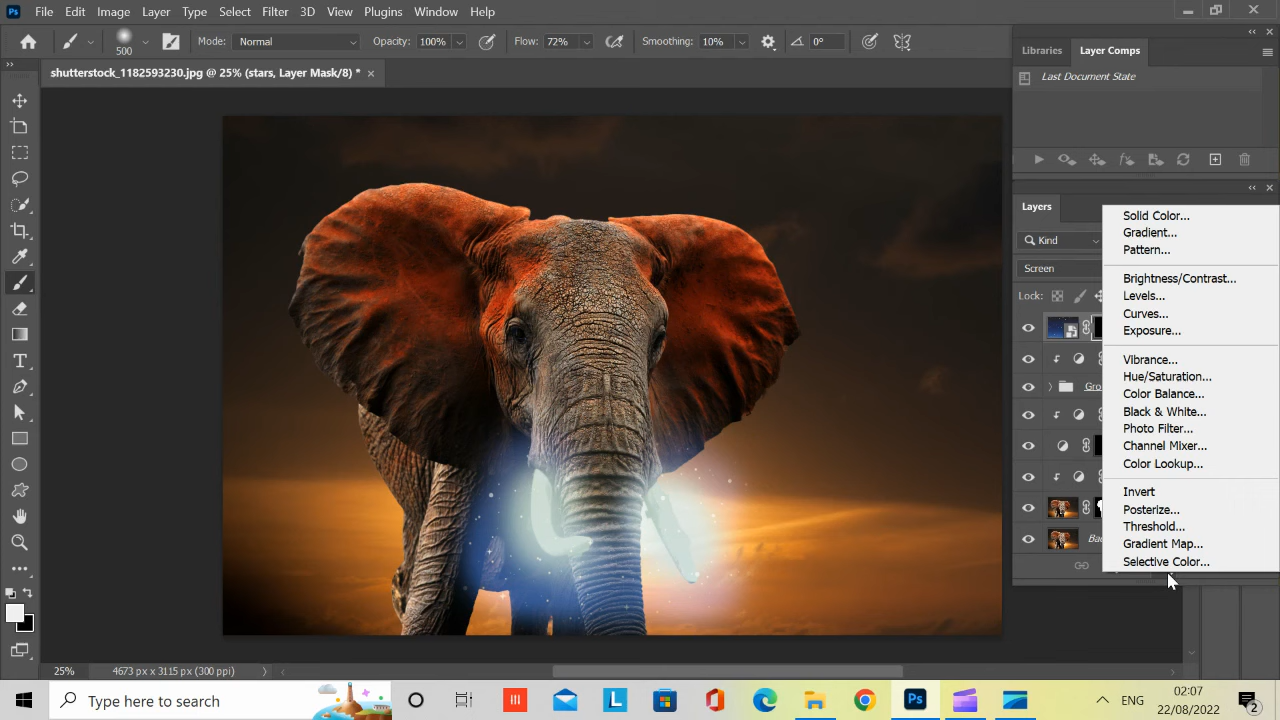 Ps File Edit Image Layer Type Select Filter 3D View Plugins Window Help
500 Mode: Normal Opacity: 100% Flow: 72% Smoothing: 10% 0°
shutterstock_1182593230.jpg @ 25% (stars, Layer Mask/8) * ×
Libraries Layer Comps
Last Document State
Layers
Kind
Screen
Lock:
Solid Color...
Gradient...
Pattern...
Brightness/Contrast...
Levels...
Curves...
Exposure...
Vibrance...
Hue/Saturation...
Color Balance...
Black & White...
Photo Filter...
Channel Mixer...
Color Lookup...
Invert
Posterize...
Threshold...
Gradient Map...
Selective Color...
25% 4673 px x 3115 px (300 ppi)
Type here to search
L
Ps
ENG
02:07
22/08/2022
2